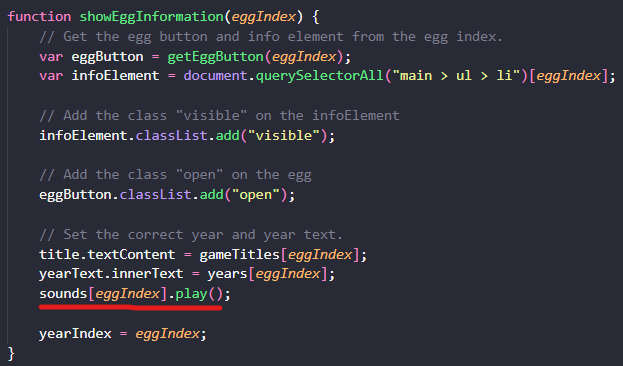 function showEggInformation(eggIndex) {
// Get the egg button and info element from the egg index.
var eggButton = getEggButton(eggIndex);
var infoElement = document.querySelectorAll("main > ul > li")[eggIndex];
// Add the class "visible" on the infoElement
infoElement.classList.add("visible");
// Add the class "open" on the egg
eggButton.classList.add("open");
// Set the correct year and year text.
title.textContent = gameTitles[eggIndex];
yearText.innerText = years[eggIndex];
sounds[eggIndex].play();
yearIndex = eggIndex;
}